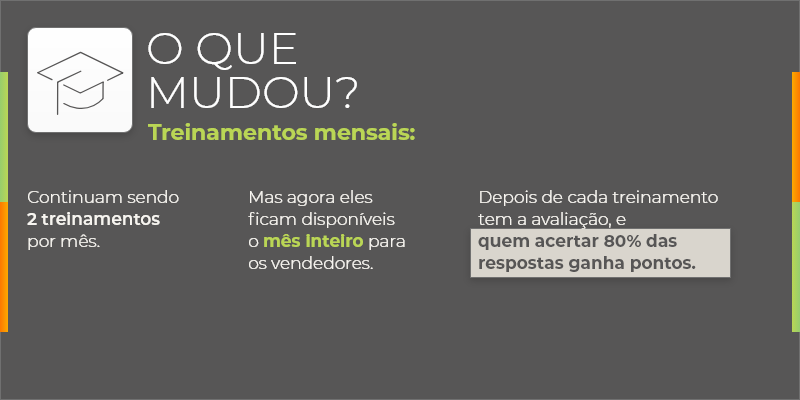 O QUE
MUDOU?
Treinamentos mensais:
Continuam sendo
2 treinamentos
por mês.
Mas agora eles
ficam disponíveis
o mês inteiro para
os vendedores.
Depois de cada treinamento
tem a avaliação, e
quem acertar 80% das
respostas ganha pontos.